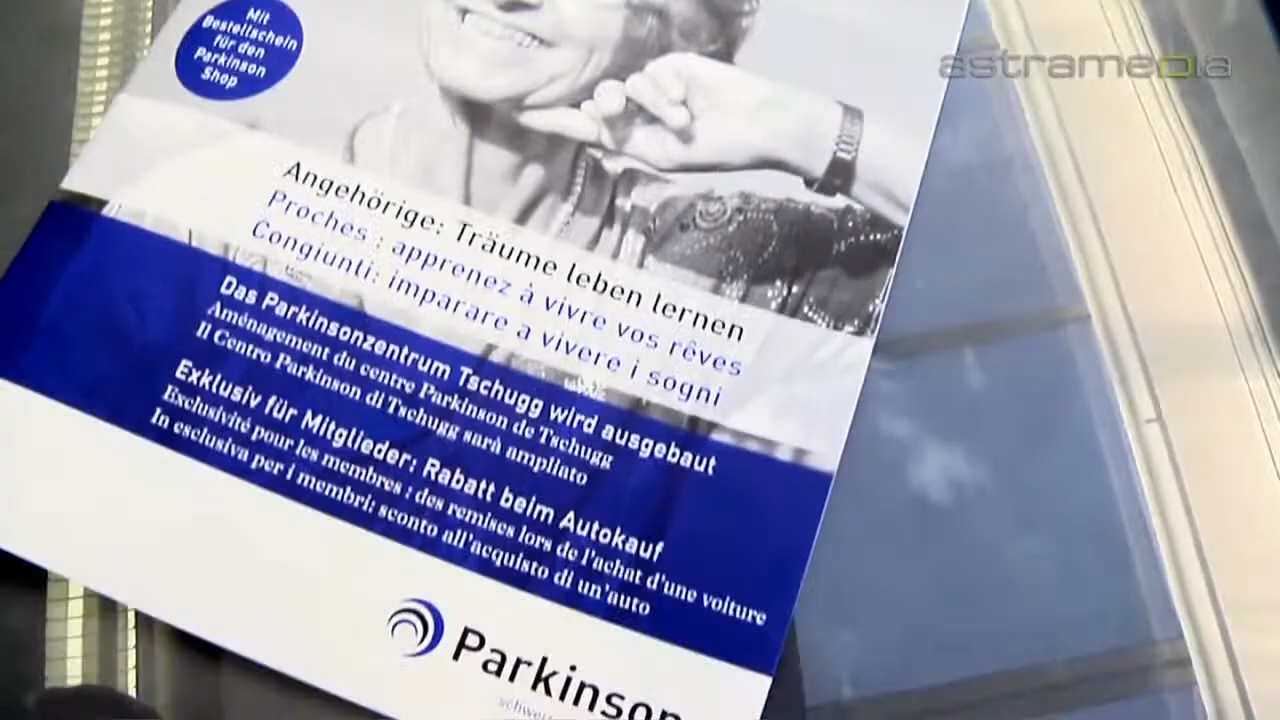 Mit
Bestellschein
für den
Parkinson
Shop
astramedia
Angehörige: Träume leben lernen
Proches : apprenez à vivre vos rêves
Congiunti: imparare a vivere i sogni
Das Parkinsonzentrum Tschugg wird ausgebaut
Aménagement du centre Parkinson de Tschugg
Il Centro Parkinson di Tschugg sarà ampliato
Exklusiv für Mitglieder: Rabatt beim Autokauf
Exclusivité pour les membres : des remises lors de l'achat d'une voiture
In esclusiva per i membri: sconto all'acquisto di un'auto
Parkinson